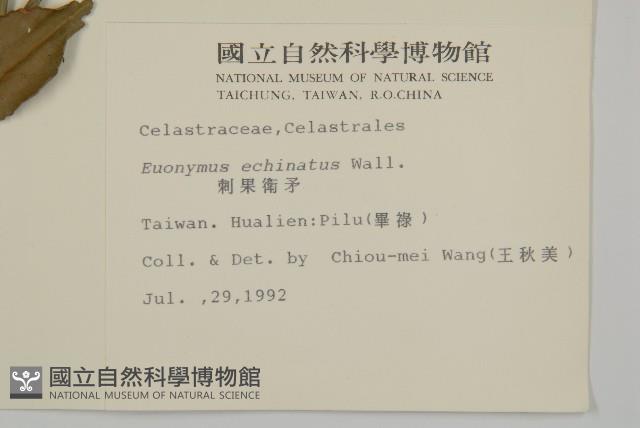 國立自然科學博物館
NATIONAL MUSEUM OF NATURAL SCIENCE
TAICHUNG, TAIWAN, R.O.CHINA
Celastraceae,Celastrales
Euonymus echinatus Wall.
刺果衛矛
Taiwan. Hualien:Pilu(畢祿)
Coll. & Det. by Chiou-mei Wang(王秋美)
Jul. ,29,1992
國立自然科學博物館
NATIONAL MUSEUM OF NATURAL SCIENCE